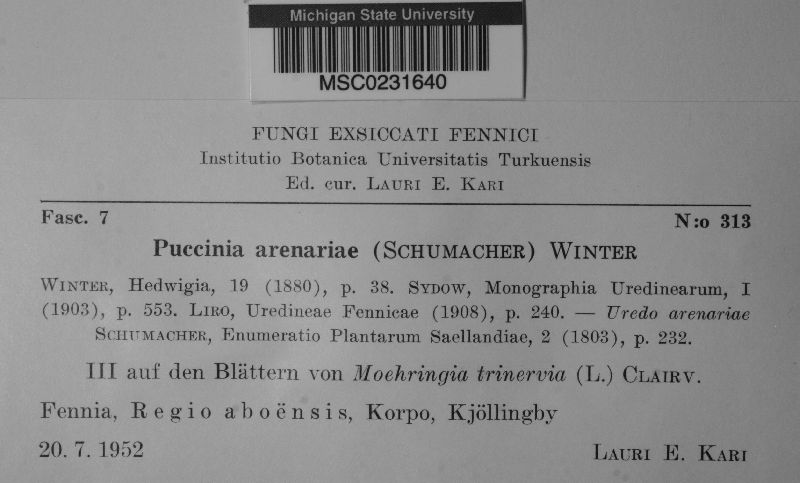 Michigan State University
MSC0231640
FUNGI EXSICCATI FENNICI
Institutio Botanica Universitatis Turkuensis
Ed. cur. LAURI E. KARI
Fasc. 7 N:o 313
Puccinia arenariae (SCHUMACHER) WINTER
WINTER, Hedwigia, 19 (1880), p. 38. SYDOW, Monographia Uredinearum, I
(1903), p. 553. LIRO, Uredineae Fennicae (1908), p. 240. — Uredo arenariae
SCHUMACHER, Enumeratio Plantarum Saellandiae, 2 (1803), p. 232.
III auf den Blättern von Moehringia trinervia (L.) CLAIRV.
Fennia, Regio aboënsis, Korpo, Kjöllingby
20. 7. 1952 LAURI E. KARI